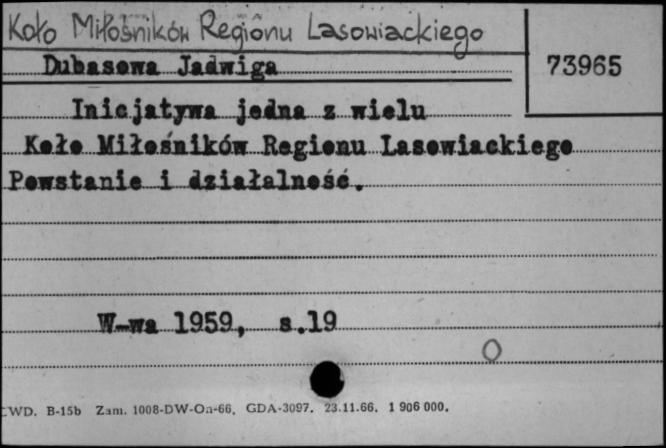 Koło Miłośników Regionu Lasowiackiego
Dubasowa Jadwiga
73965
Inicjatywa jedna z wielu
Koło Miłośników Regionu Lasowiackiego
Powstanie i działalność.
W-wa 1959, s.19
CWD. B-15b Zam. 1008-DW-On-66. GDA-3097. 23.11.66. 1 906 000.